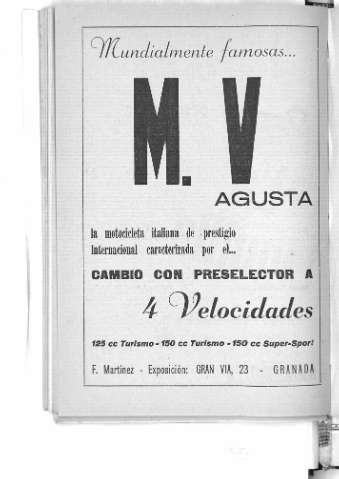 Mundialmente famosas...
M. V
AGUSTA
la motocicleta italiana de prestigio
internacional caracterizada por el...
CAMBIO CON PRESELECTOR A
4 Velocidades
125 cc Turismo - 150 cc Turismo - 150 cc Super-Sport
F. Martínez - Exposición: GRAN VIA, 23 - GRANADA